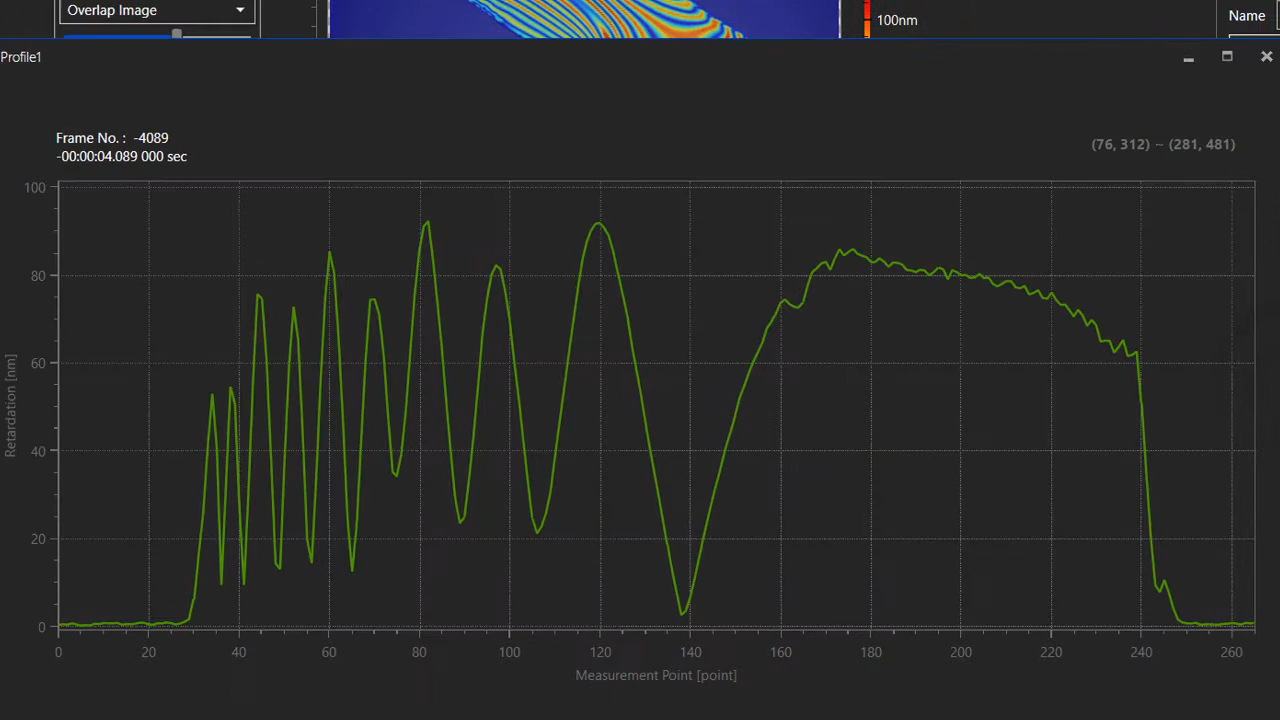 Overlap Image
100nm
Name
Profile1
Frame No. : -4089
-00:00:04.089 000 sec
(76, 312) ~ (281, 481)
100
80
60
40
20
0
Retardation [nm]
0 20 40 60 80 100 120 140 160 180 200 220 240 260
Measurement Point [point]